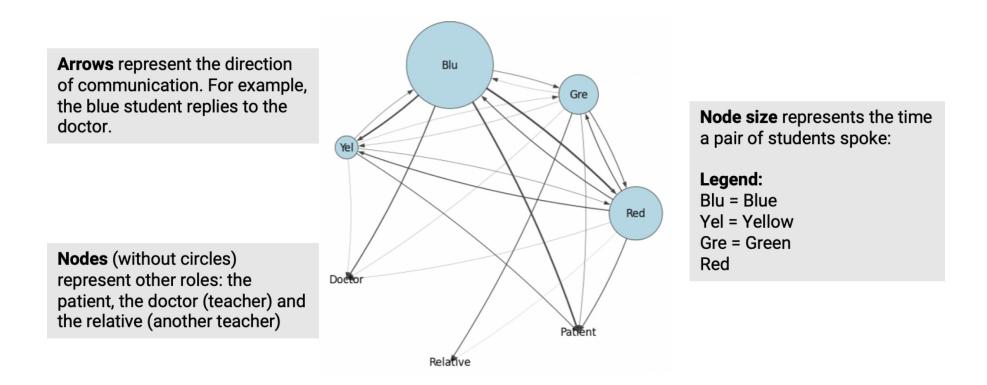 Arrows represent the direction
of communication. For example,
the blue student replies to the
doctor.
Nodes (without circles)
represent other roles: the
patient, the doctor (teacher) and
the relative (another teacher)
Blu
Gre
Yel
Red
Doctor
Patient
Relative
Node size represents the time
a pair of students spoke:
Legend:
Blu = Blue
Yel = Yellow
Gre = Green
Red